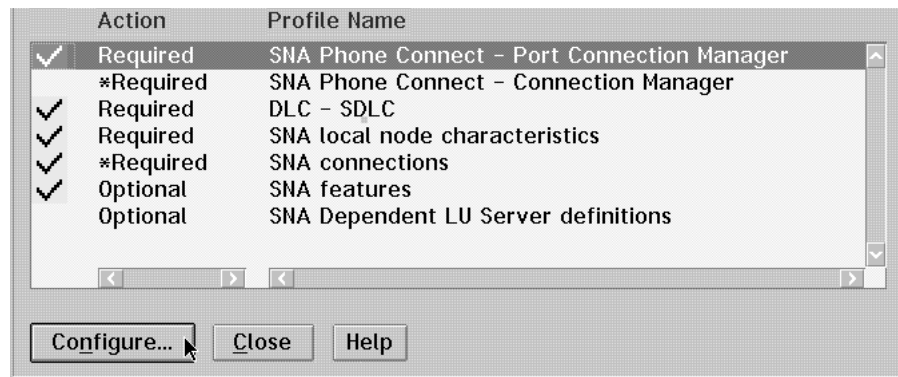 Action Profile Name
Required SNA Phone Connect – Port Connection Manager
*Required SNA Phone Connect – Connection Manager
Required DLC – SDLC
Required SNA local node characteristics
*Required SNA connections
Optional SNA features
Optional SNA Dependent LU Server definitions
Configure... Close Help